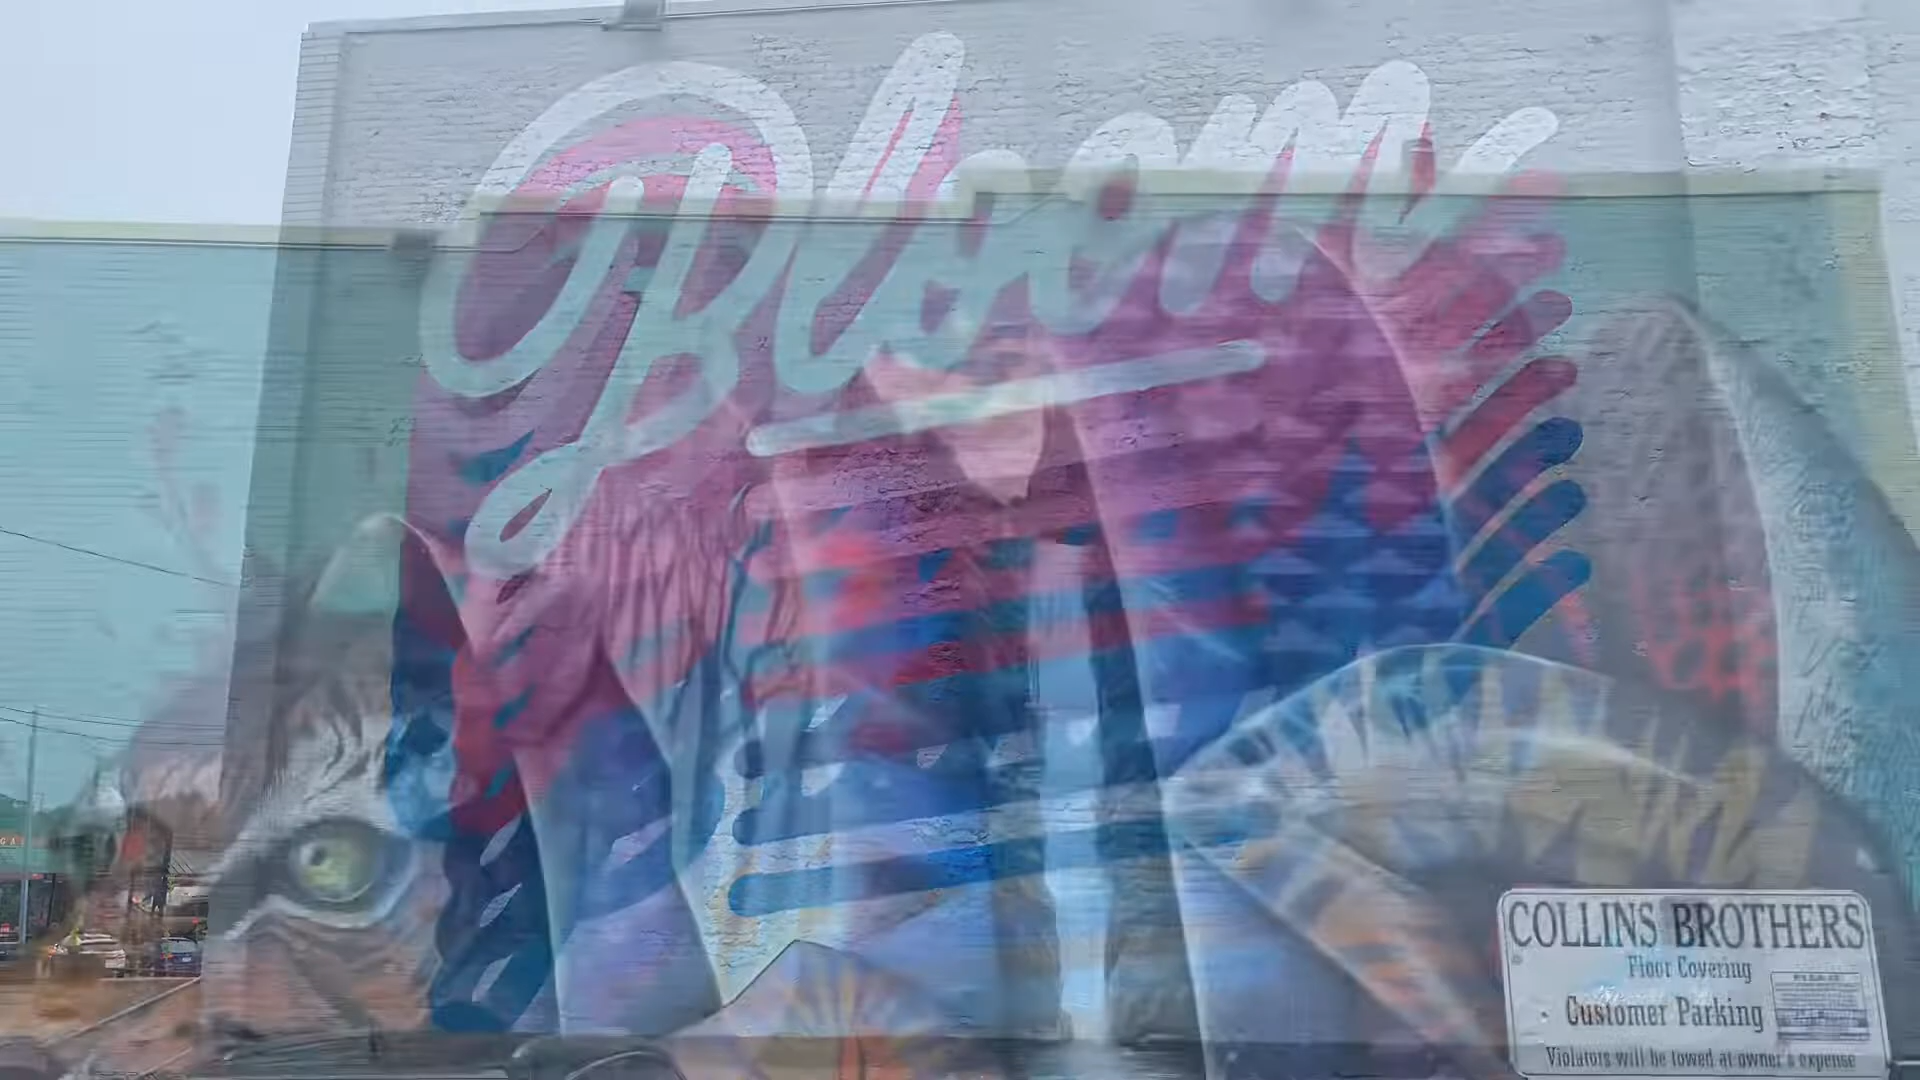 Bloom
COLLINS BROTHERS
Floor Covering
Customer Parking
Violators will be towed at owner's expense